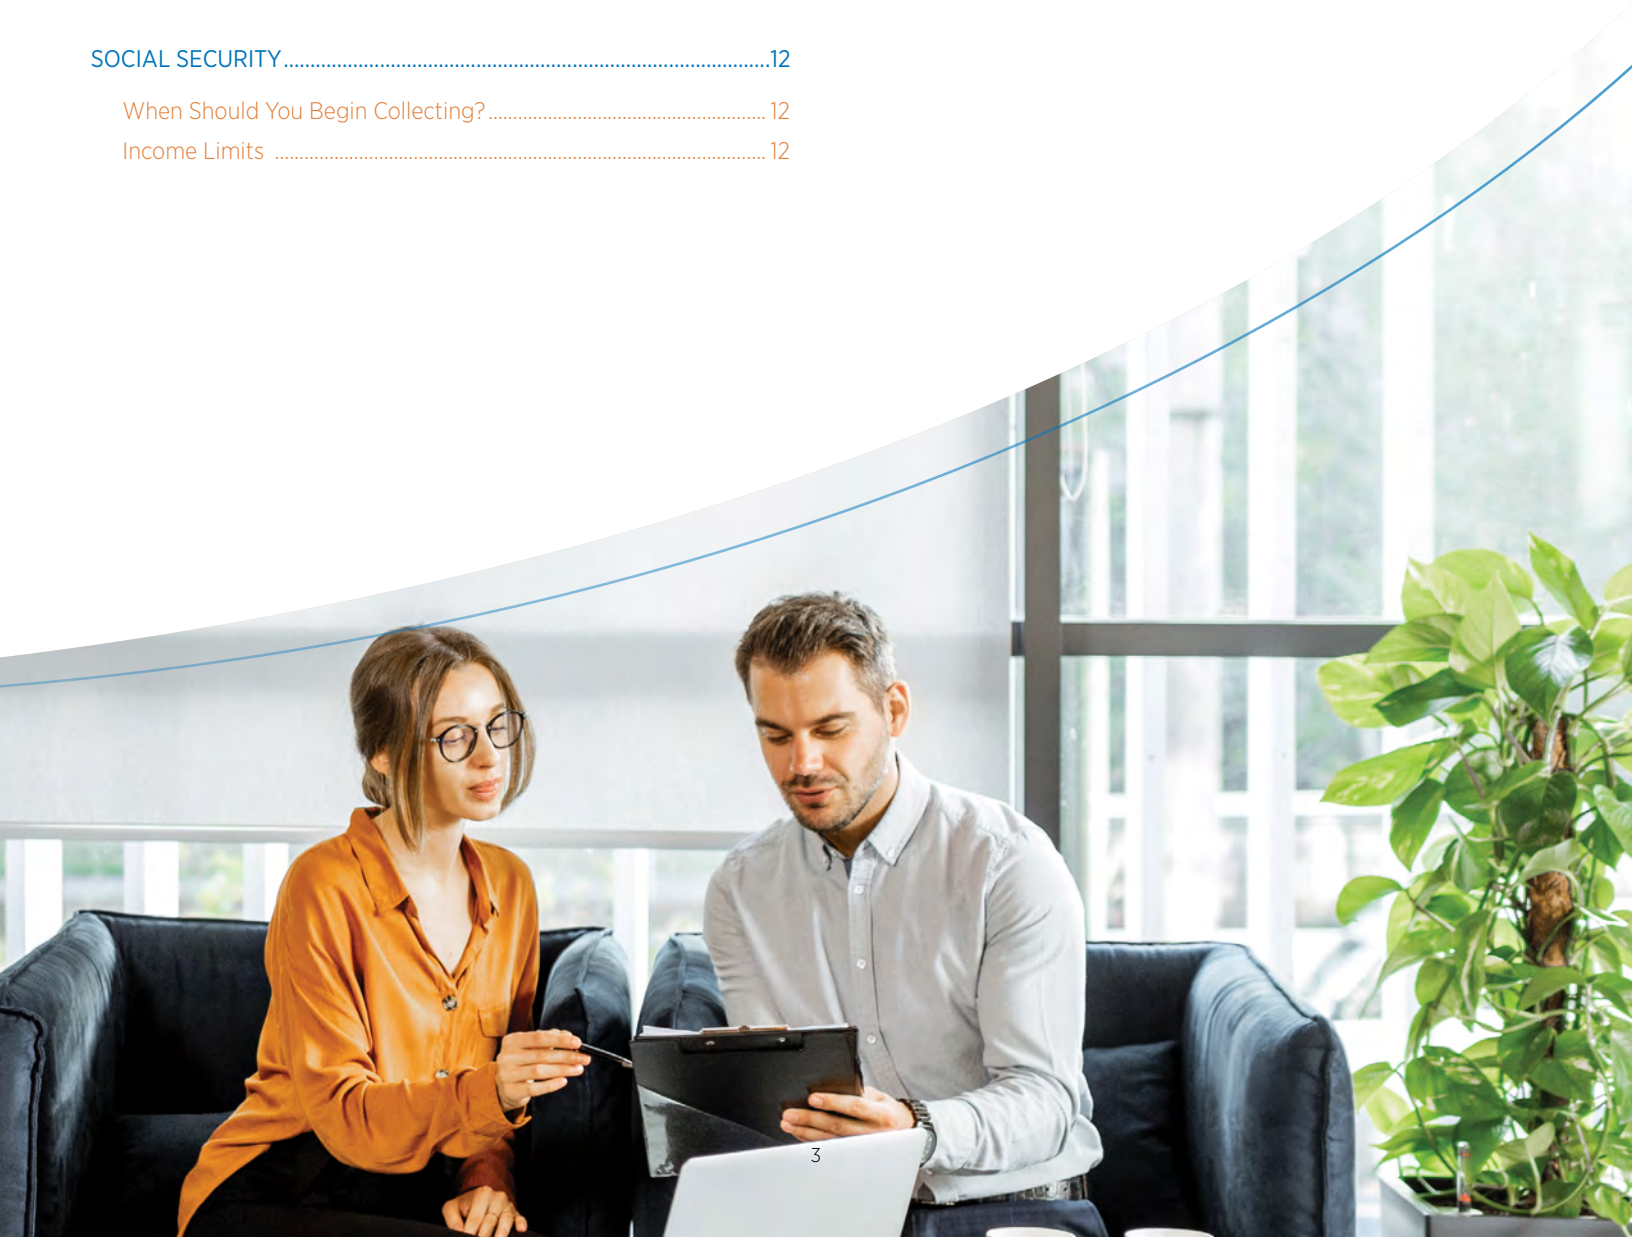 SOCIAL SECURITY............................................................................................12
When Should You Begin Collecting?........................................................ 12
Income Limits ................................................................................................... 12
3